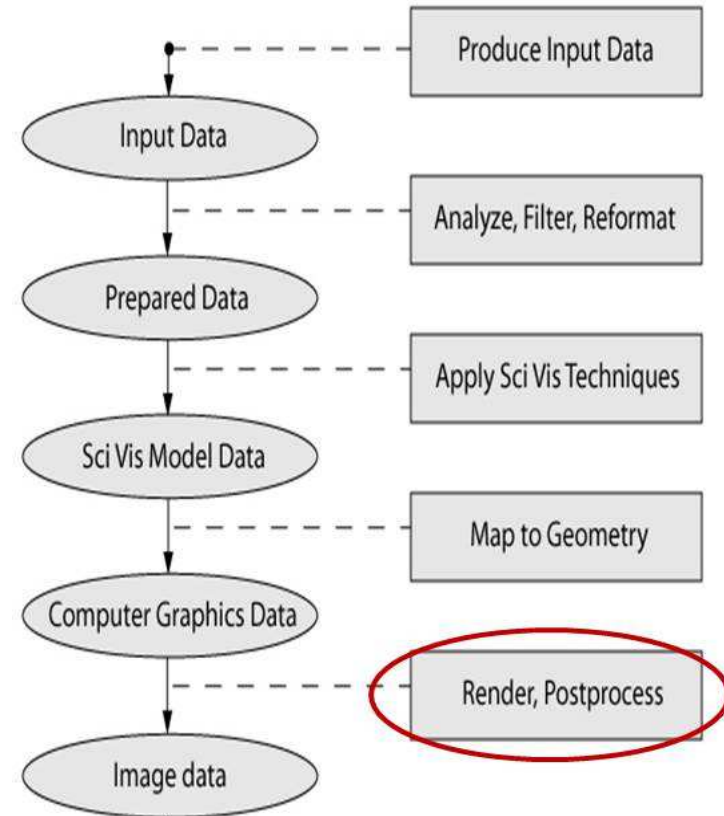 Produce Input Data
Input Data
Analyze, Filter, Reformat
Prepared Data
Apply Sci Vis Techniques
Sci Vis Model Data
Map to Geometry
Computer Graphics Data
Render, Postprocess
Image data